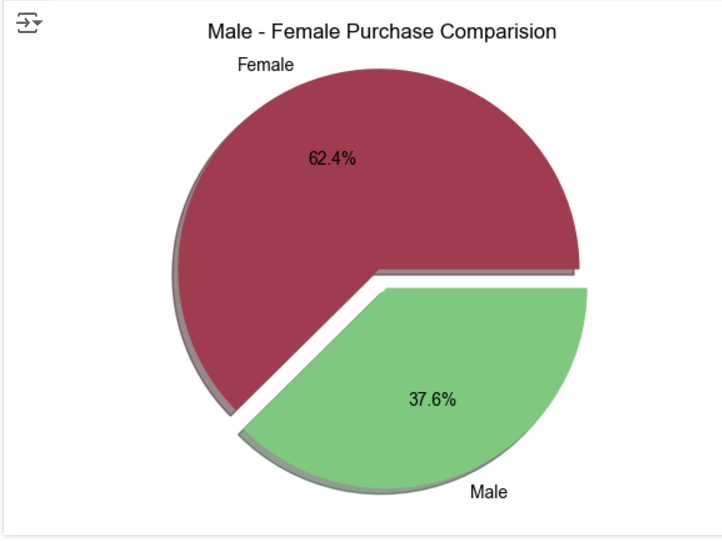 Male - Female Purchase Comparision
Female
62.4%
37.6%
Male